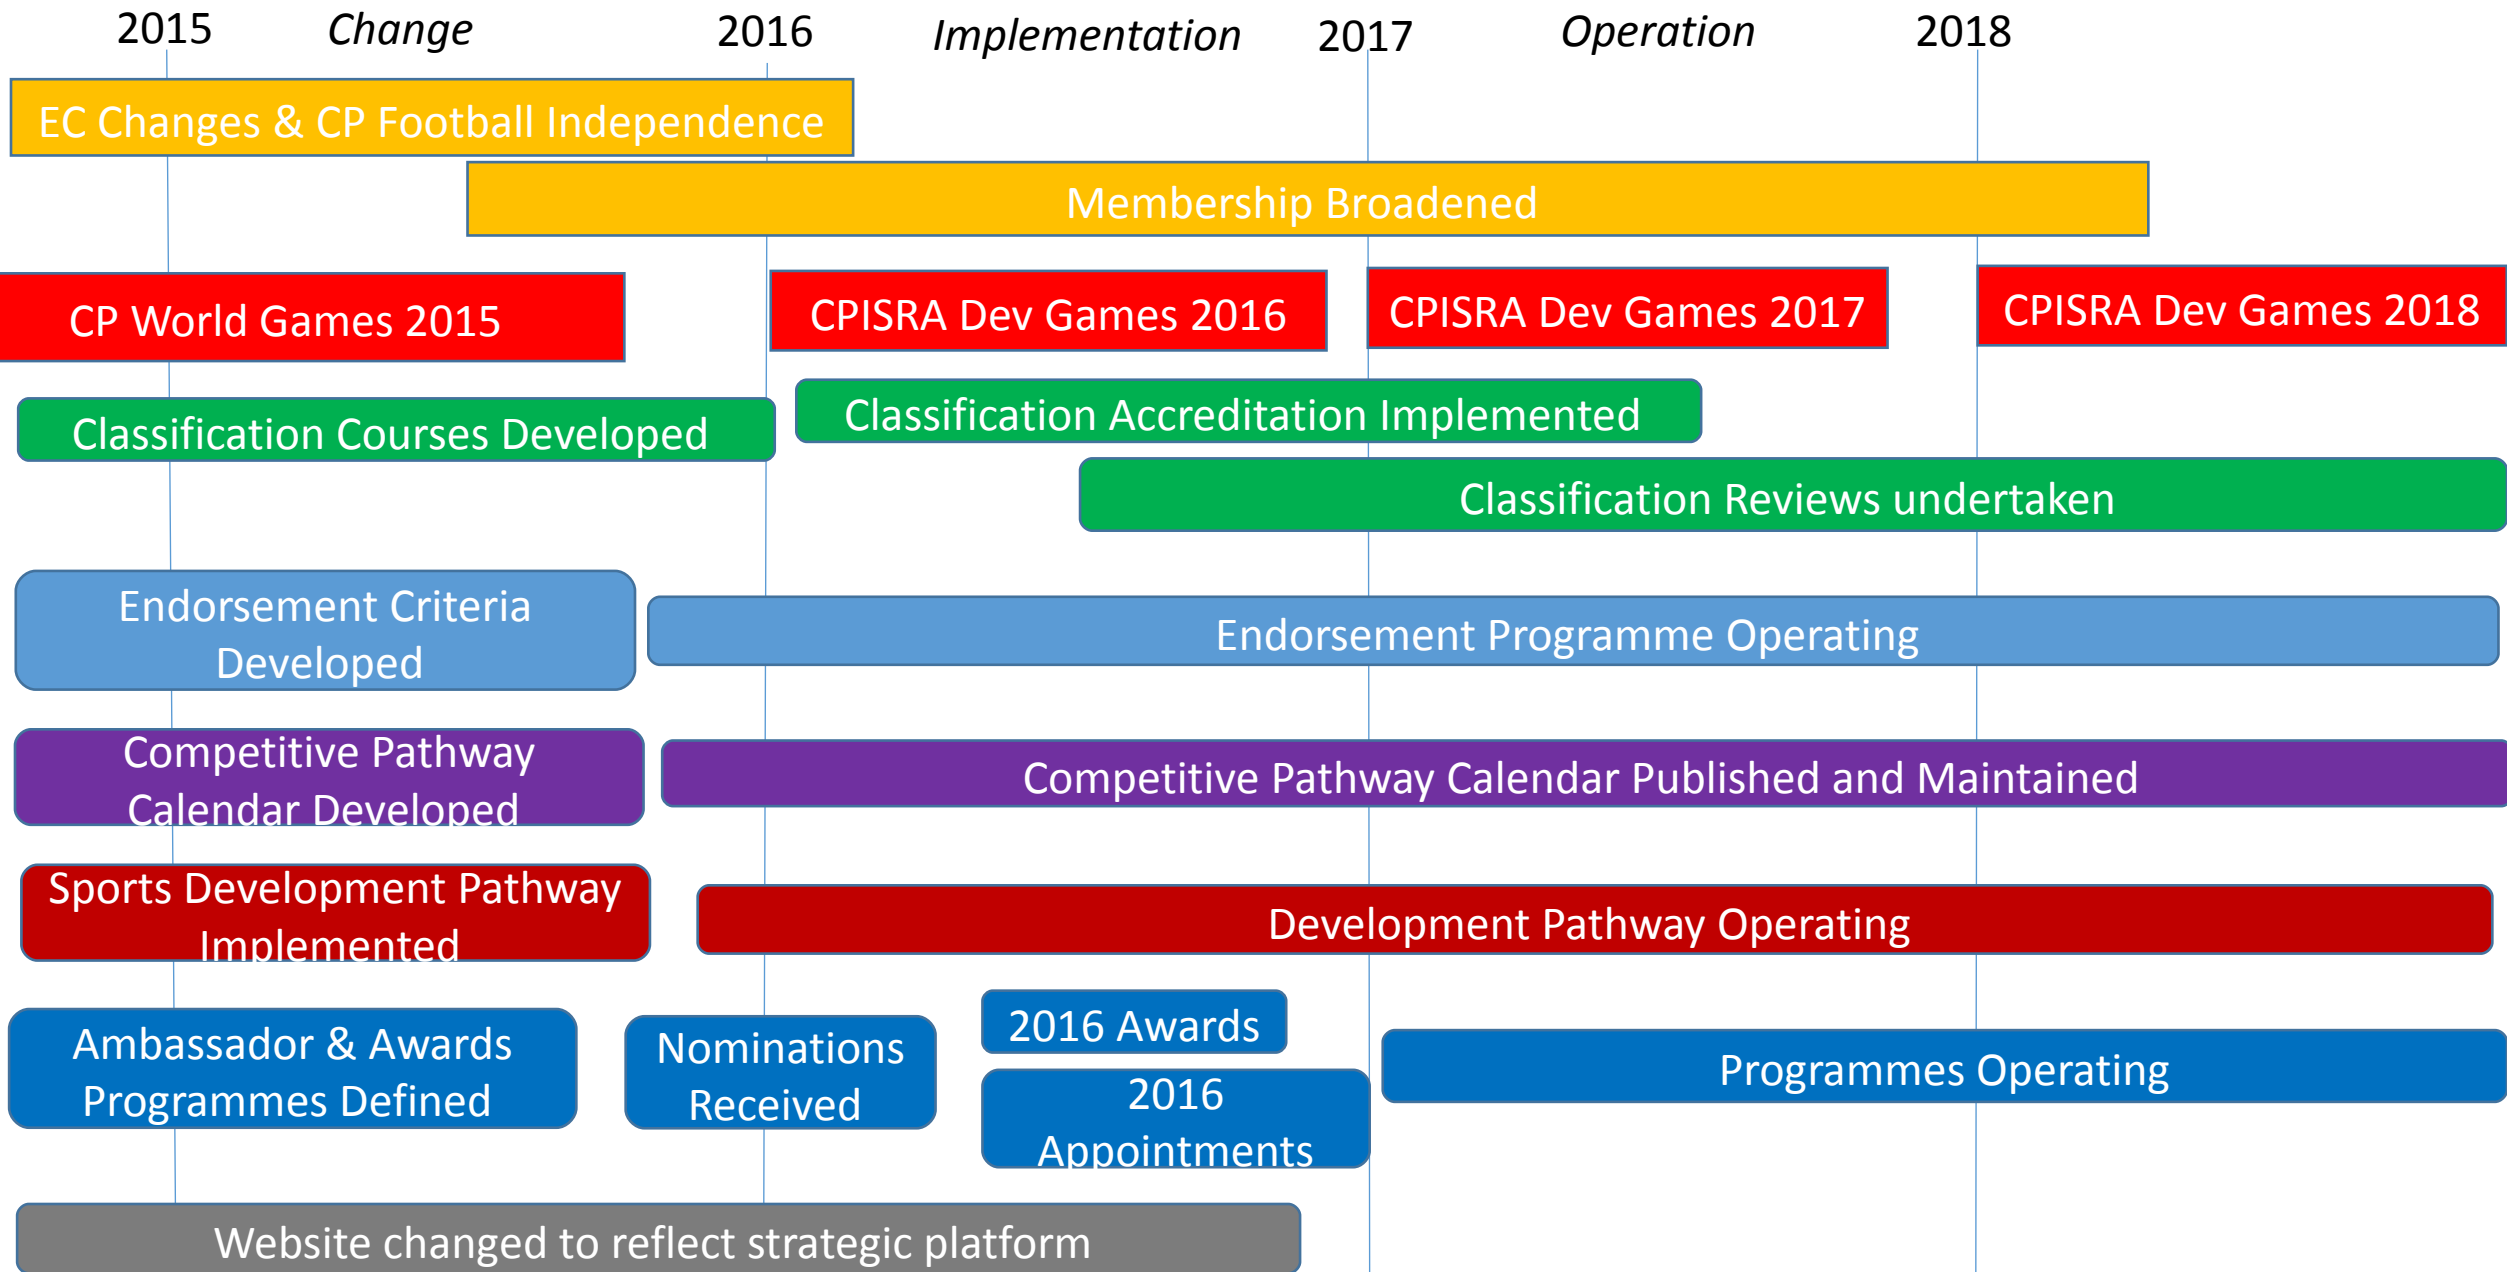 2015 Change 2016 Implementation 2017 Operation 2018
EC Changes & CP Football Independence
Membership Broadened
CP World Games 2015
CPISRA Dev Games 2016
CPISRA Dev Games 2017
CPISRA Dev Games 2018
Classification Courses Developed
Classification Accreditation Implemented
Classification Reviews undertaken
Endorsement Criteria
Developed
Endorsement Programme Operating
Competitive Pathway
Calendar Developed
Competitive Pathway Calendar Published and Maintained
Sports Development Pathway
Implemented
Development Pathway Operating
Ambassador & Awards
Programmes Defined
Nominations
Received
2016 Awards
2016
Appointments
Programmes Operating
Website changed to reflect strategic platform